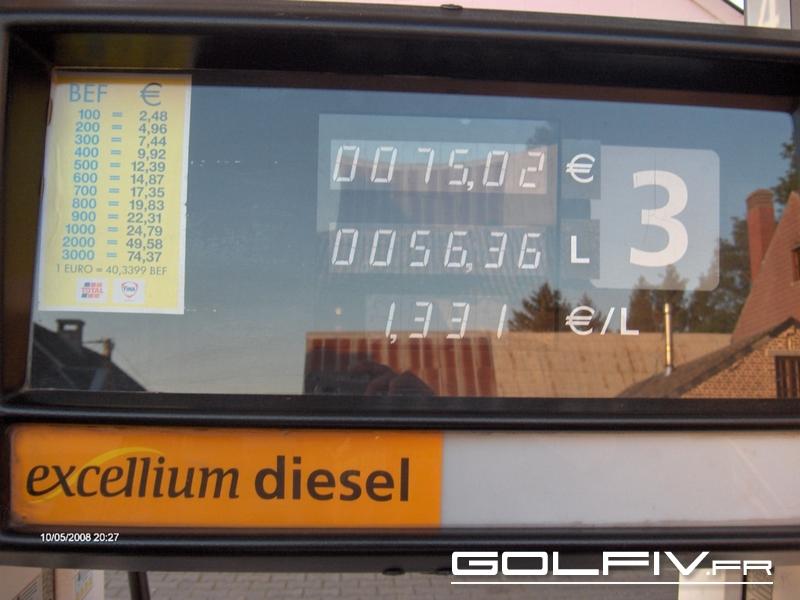 4
BEF €
100 = 2,48
200 = 4,96
300 = 7,44
400 = 9,92
500 = 12,39
600 = 14,87
700 = 17,35
800 = 19,83
900 = 22,31
1000 = 24,79
2000 = 49,58
3000 = 74,37
1 EURO = 40,3399 BEF
TOTAL FINA
0075,02 €
0056,36 L
3
1,331 €/L
excellium diesel
10/05/2008 20:27
GOLFIV.FR